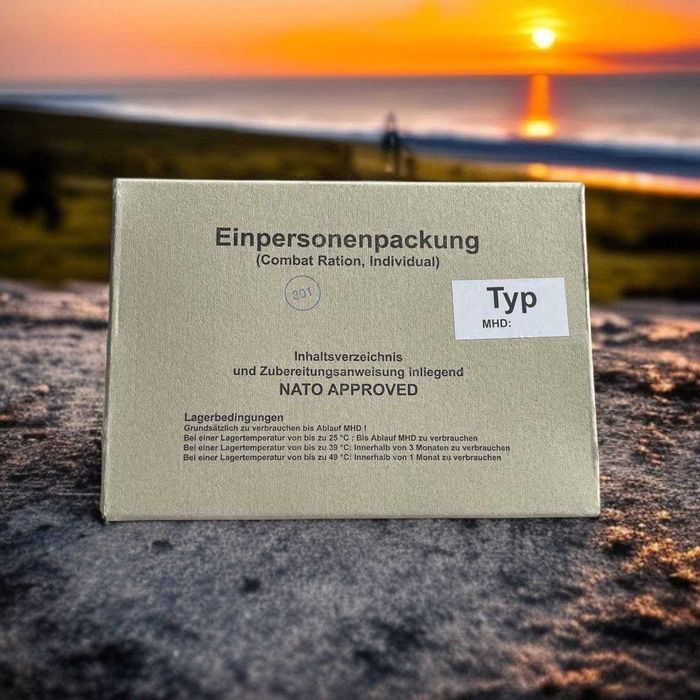 Einpersonenpackung
(Combat Ration, Individual)
301
Typ
MHD:
Inhaltsverzeichnis
und Zubereitungsanweisung inliegend
NATO APPROVED
Lagerbedingungen
Grundsätzlich zu verbrauchen bis Ablauf MHD !
Bei einer Lagertemperatur von bis zu 25 °C : Bis Ablauf MHD zu verbrauchen
Bei einer Lagertemperatur von bis zu 39 °C: Innerhalb von 3 Monaten zu verbrauchen
Bei einer Lagertemperatur von bis zu 49 °C: Innerhalb von 1 Monat zu verbrauchen